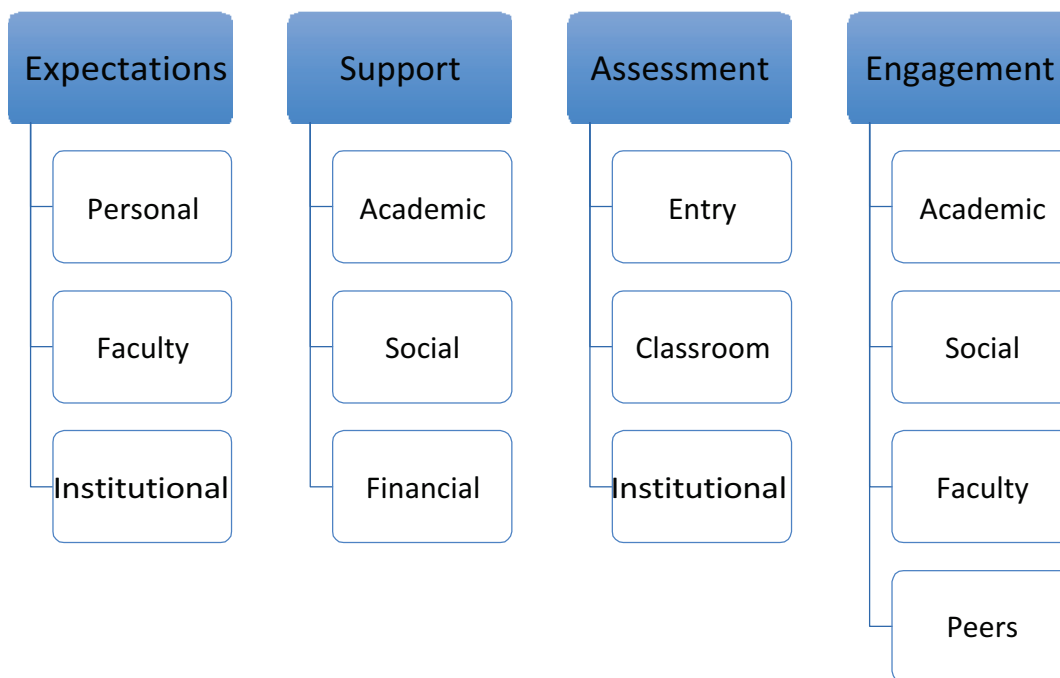 Expectations
Personal
Faculty
Institutional
Support
Academic
Social
Financial
Assessment
Entry
Classroom
Institutional
Engagement
Academic
Social
Faculty
Peers